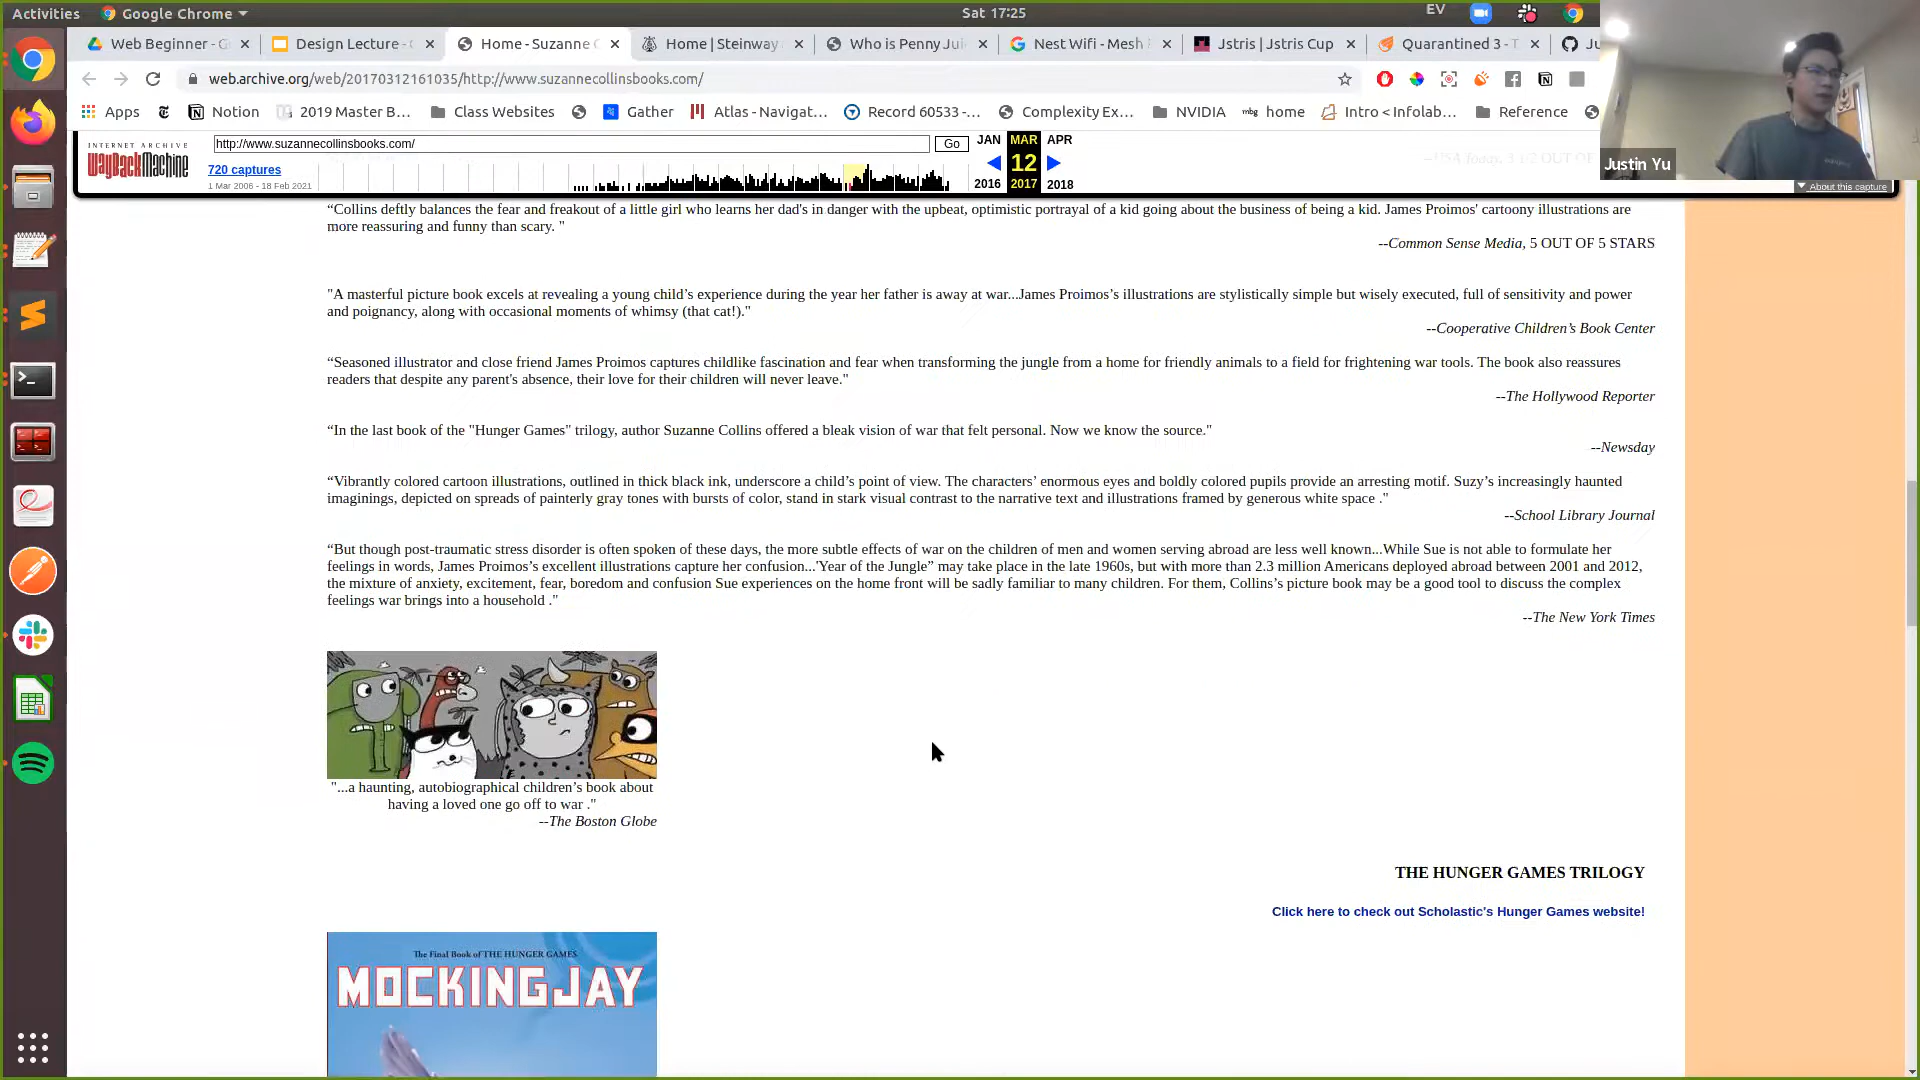 Activities
Google Chrome
Sat 17:25
EV
Web Beginner - G
Design Lecture -
Home - Suzanne C
Home | Steinway
Who is Penny Jui
Nest Wifi - Mesh
Jstris | Jstris Cup
Quarantined 3 - T
web.archive.org/web/20170312161035/http://www.suzannecollinsbooks.com/
Apps
Notion
2019 Master B...
Class Websites
Gather
Atlas - Navigat...
Record 60533 -...
Complexity Ex...
NVIDIA
mbg home
Intro < Infolab...
Reference
INTERNET ARCHIVE
WayBackMachine
http://www.suzannecollinsbooks.com/
Go
JAN
MAR
APR
720 captures
12
1 Mar 2006 - 18 Feb 2021
2016
2017
2018
--USA Today, 3 1/2 OUT OF
Justin Yu
About this capture
“Collins deftly balances the fear and freakout of a little girl who learns her dad's in danger with the upbeat, optimistic portrayal of a kid going about the business of being a kid. James Proimos' cartoony illustrations are
more reassuring and funny than scary. "
--Common Sense Media, 5 OUT OF 5 STARS
"A masterful picture book excels at revealing a young child’s experience during the year her father is away at war...James Proimos’s illustrations are stylistically simple but wisely executed, full of sensitivity and power
and poignancy, along with occasional moments of whimsy (that cat!)."
--Cooperative Children’s Book Center
“Seasoned illustrator and close friend James Proimos captures childlike fascination and fear when transforming the jungle from a home for friendly animals to a field for frightening war tools. The book also reassures
readers that despite any parent's absence, their love for their children will never leave."
--The Hollywood Reporter
“In the last book of the "Hunger Games" trilogy, author Suzanne Collins offered a bleak vision of war that felt personal. Now we know the source."
--Newsday
“Vibrantly colored cartoon illustrations, outlined in thick black ink, underscore a child’s point of view. The characters’ enormous eyes and boldly colored pupils provide an arresting motif. Suzy’s increasingly haunted
imaginings, depicted on spreads of painterly gray tones with bursts of color, stand in stark visual contrast to the narrative text and illustrations framed by generous white space ."
--School Library Journal
“But though post-traumatic stress disorder is often spoken of these days, the more subtle effects of war on the children of men and women serving abroad are less well known...While Sue is not able to formulate her
feelings in words, James Proimos’s excellent illustrations capture her confusion...'Year of the Jungle” may take place in the late 1960s, but with more than 2.3 million Americans deployed abroad between 2001 and 2012,
the mixture of anxiety, excitement, fear, boredom and confusion Sue experiences on the home front will be sadly familiar to many children. For them, Collins’s picture book may be a good tool to discuss the complex
feelings war brings into a household ."
--The New York Times
"...a haunting, autobiographical children’s book about
having a loved one go off to war ."
--The Boston Globe
THE HUNGER GAMES TRILOGY
Click here to check out Scholastic's Hunger Games website!
The Final Book of THE HUNGER GAMES
MOCKINGJAY